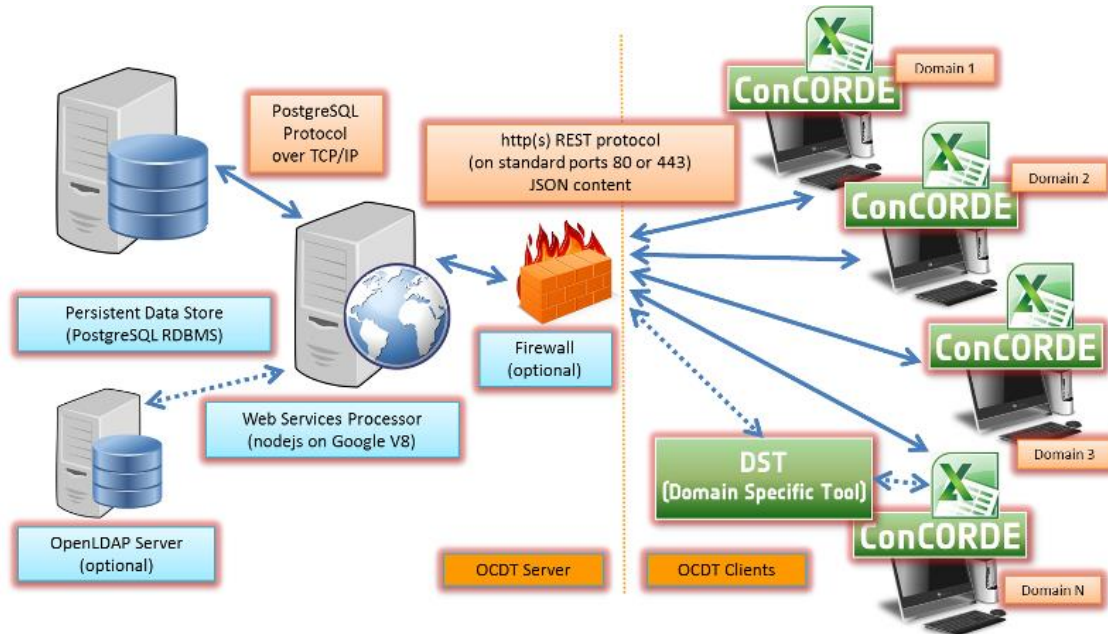 PostgreSQL
Protocol
over TCP/IP
http(s) REST protocol
(on standard ports 80 or 443)
JSON content
ConCORDE
Domain 1
ConCORDE
Domain 2
Persistent Data Store
(PostgreSQL RDBMS)
Firewall
(optional)
ConCORDE
Domain 3
Web Services Processor
(nodejs on Google V8)
DST
(Domain Specific Tool)
ConCORDE
Domain N
OpenLDAP Server
(optional)
OCDT Server
OCDT Clients